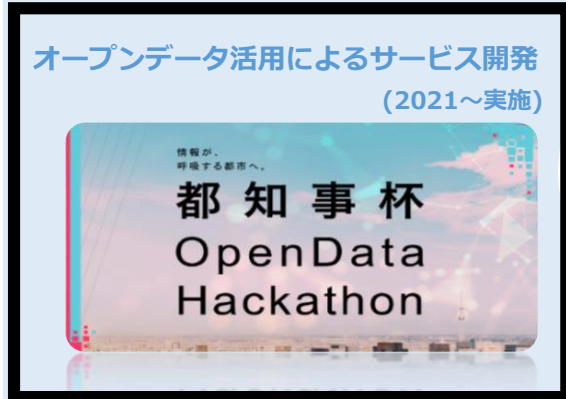 オープンデータ活用によるサービス開発
(2021～実施)
情報が、
呼吸する都市へ。
都知事杯
OpenData
Hackathon